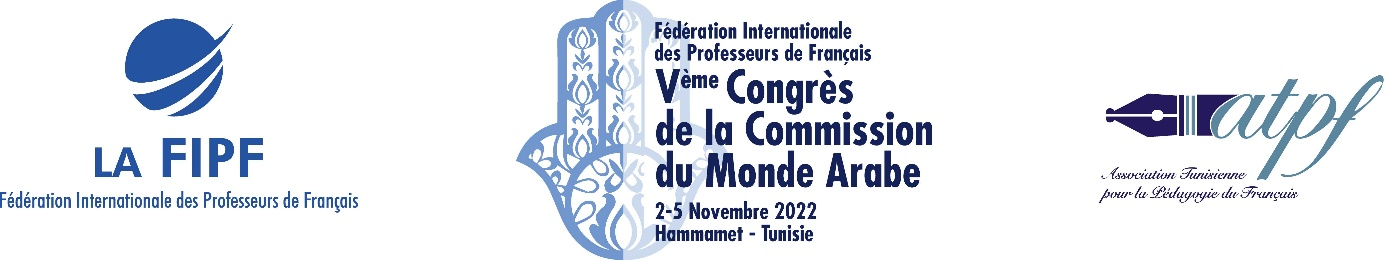 LA FIPF
Fédération Internationale des Professeurs de Français
Fédération Internationale
des Professeurs de Français
Vème Congrès
de la Commission
du Monde Arabe
2-5 Novembre 2022
Hammamet - Tunisie
atpf
Association Tunisienne
pour la Pédagogie du Français